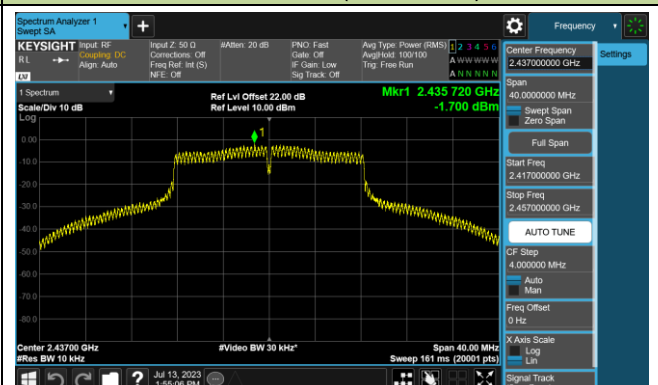 Spectrum Analyzer 1
Swept SA
Frequency
KEYSIGHT
RL
LXI
Input: RF
Coupling: DC
Align: Auto
Input Z: 50 Ω
Corrections: Off
Freq Ref: Int (S)
NFE: Off
#Atten: 20 dB
PNO: Fast
Gate: Off
IF Gain: Low
Sig Track: Off
Avg Type: Power (RMS)
Avg|Hold: 100/100
Trig: Free Run
1 2 3 4 5 6
A W W W W W
A N N N N N
1 Spectrum
Scale/Div 10 dB
Log
Ref Lvl Offset 22.00 dB
Ref Level 10.00 dBm
Mkr1 2.435 720 GHz
-1.700 dBm
1
0.00
-10.0
-20.0
-30.0
-40.0
-50.0
-60.0
-70.0
-80.0
Center 2.43700 GHz
#Res BW 10 kHz
#Video BW 30 kHz*
Span 40.00 MHz
Sweep 161 ms (20001 pts)
Center Frequency
2.437000000 GHz
Settings
Span
40.0000000 MHz
Swept Span
Zero Span
Full Span
Start Freq
2.417000000 GHz
Stop Freq
2.457000000 GHz
AUTO TUNE
CF Step
4.000000 MHz
Auto
Man
Freq Offset
0 Hz
X Axis Scale
Log
Lin
Signal Track
?
Jul 13, 2023
1:55:06 PM